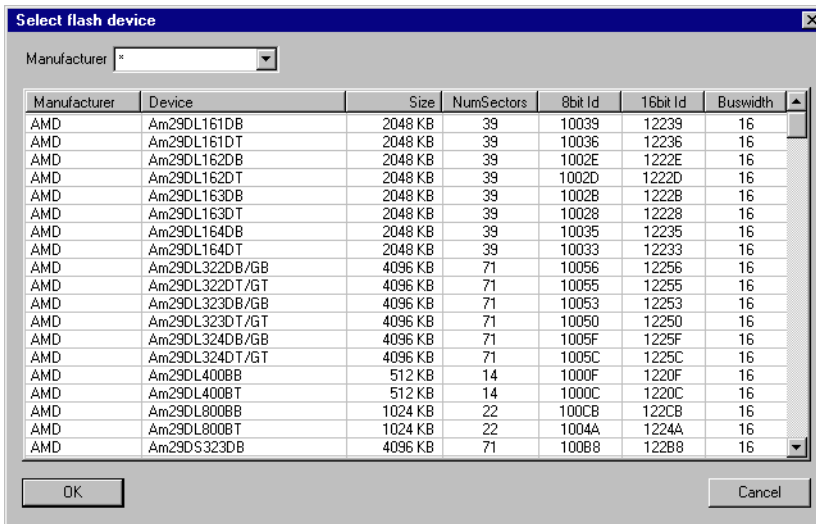 Select flash device
Manufacturer *
Manufacturer Device Size NumSectors 8bit Id 16bit Id Buswidth
AMD Am29DL161DB 2048 KB 39 10039 12239 16
AMD Am29DL161DT 2048 KB 39 10036 12236 16
AMD Am29DL162DB 2048 KB 39 1002E 1222E 16
AMD Am29DL162DT 2048 KB 39 1002D 1222D 16
AMD Am29DL163DB 2048 KB 39 1002B 1222B 16
AMD Am29DL163DT 2048 KB 39 10028 12228 16
AMD Am29DL164DB 2048 KB 39 10035 12235 16
AMD Am29DL164DT 2048 KB 39 10033 12233 16
AMD Am29DL322DB/GB 4096 KB 71 10056 12256 16
AMD Am29DL322DT/GT 4096 KB 71 10055 12255 16
AMD Am29DL323DB/GB 4096 KB 71 10053 12253 16
AMD Am29DL323DT/GT 4096 KB 71 10050 12250 16
AMD Am29DL324DB/GB 4096 KB 71 1005F 1225F 16
AMD Am29DL324DT/GT 4096 KB 71 1005C 1225C 16
AMD Am29DL400BB 512 KB 14 1000F 1220F 16
AMD Am29DL400BT 512 KB 14 1000C 1220C 16
AMD Am29DL800BB 1024 KB 22 100CB 122CB 16
AMD Am29DL800BT 1024 KB 22 1004A 1224A 16
AMD Am29DS323DB 4096 KB 71 100B8 122B8 16
OK Cancel